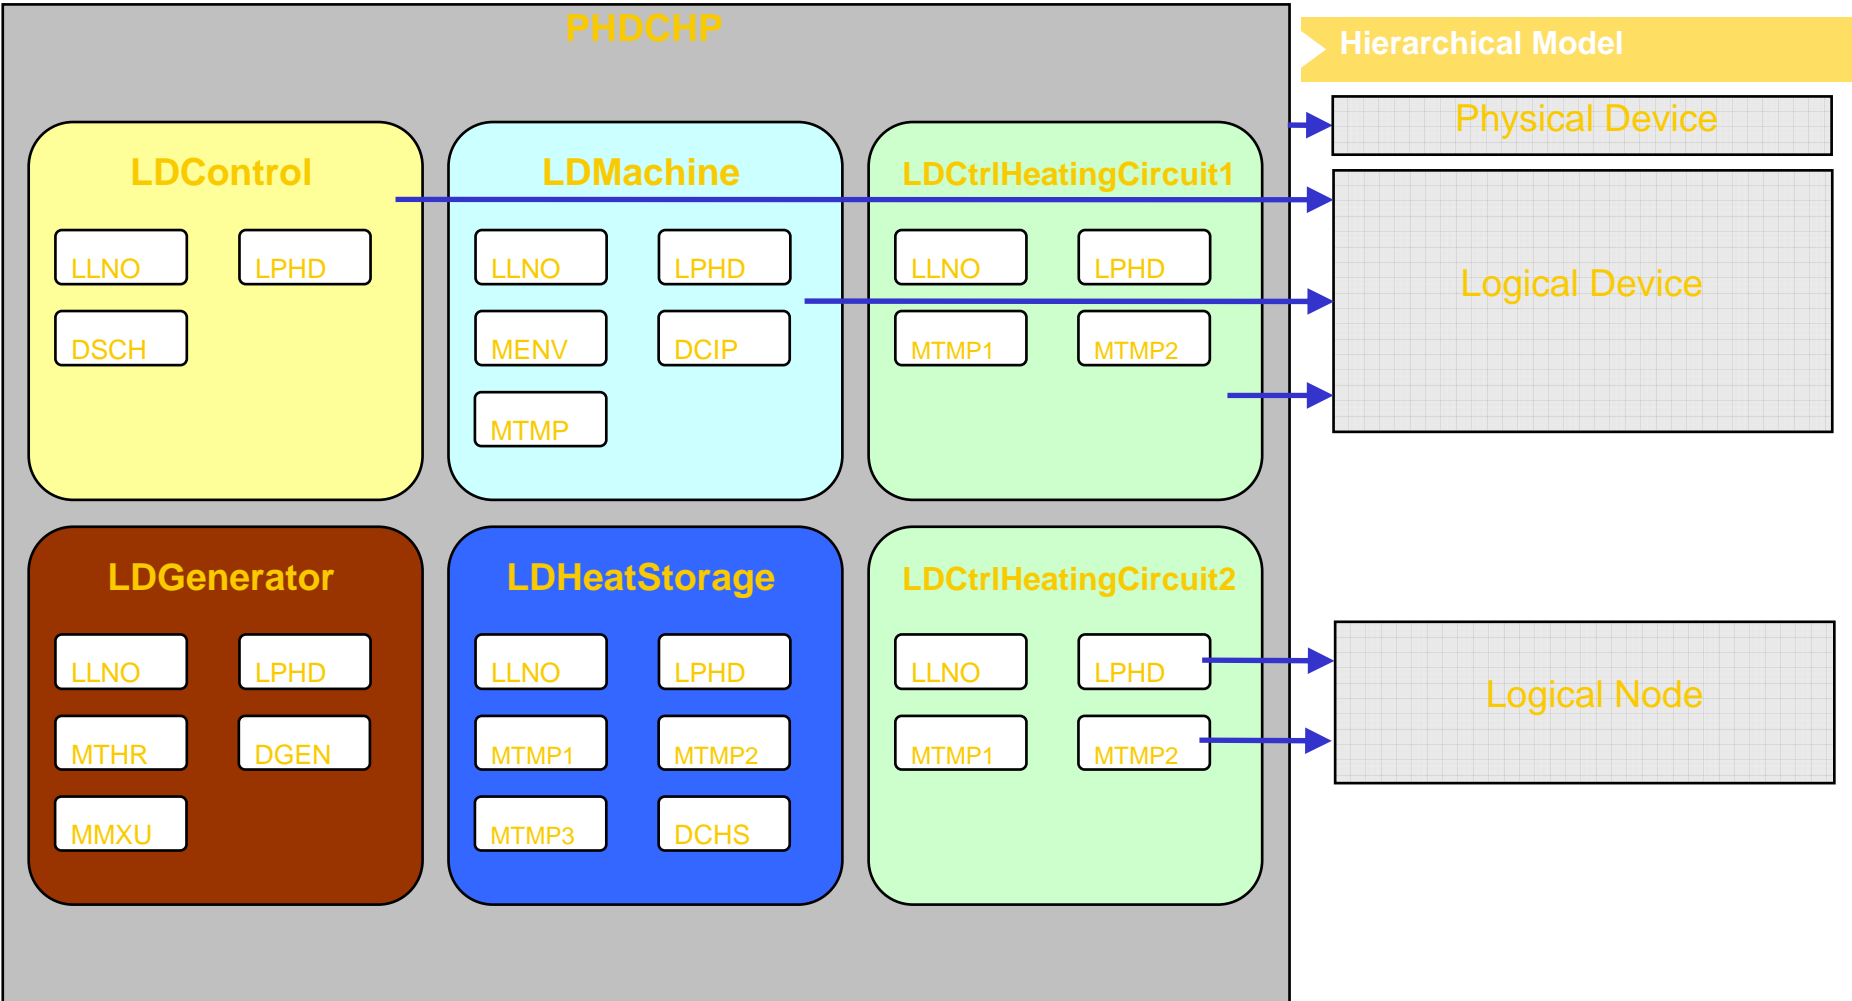 PHDCHP
Hierarchical Model
Physical Device
LDControl
LLNO LPHD
DSCH
LDMachine
LLNO LPHD
MENV DCIP
MTMP
LDCtrlHeatingCircuit1
LLNO LPHD
MTMP1 MTMP2
Logical Device
LDGenerator
LLNO LPHD
MTHR DGEN
MMXU
LDHeatStorage
LLNO LPHD
MTMP1 MTMP2
MTMP3 DCHS
LDCtrlHeatingCircuit2
LLNO LPHD
MTMP1 MTMP2
Logical Node